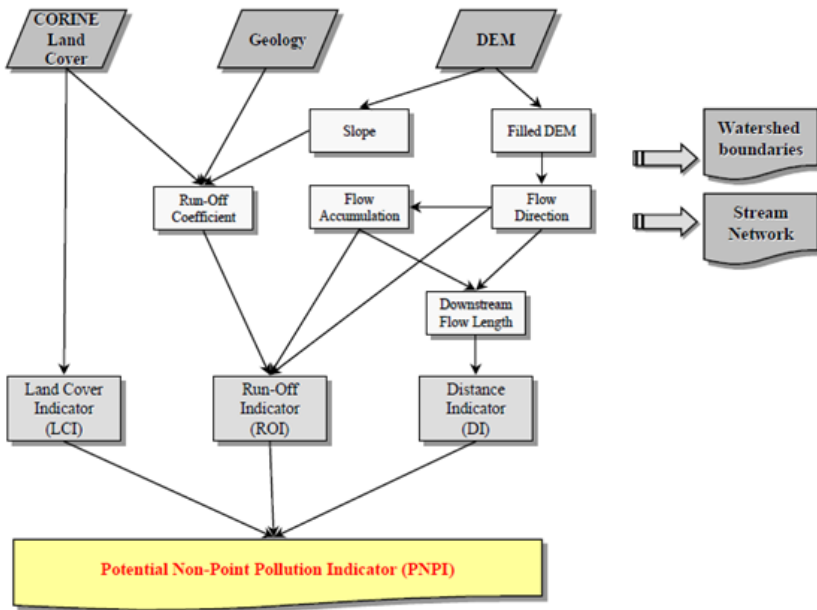 CORINE
Land
Cover
Geology
DEM
Slope
Filled DEM
Watershed
boundaries
Run-Off
Coefficient
Flow
Accumulation
Flow
Direction
Stream
Network
Downstream
Flow Length
Land Cover
Indicator
(LCI)
Run-Off
Indicator
(ROI)
Distance
Indicator
(DI)
Potential Non-Point Pollution Indicator (PNPI)